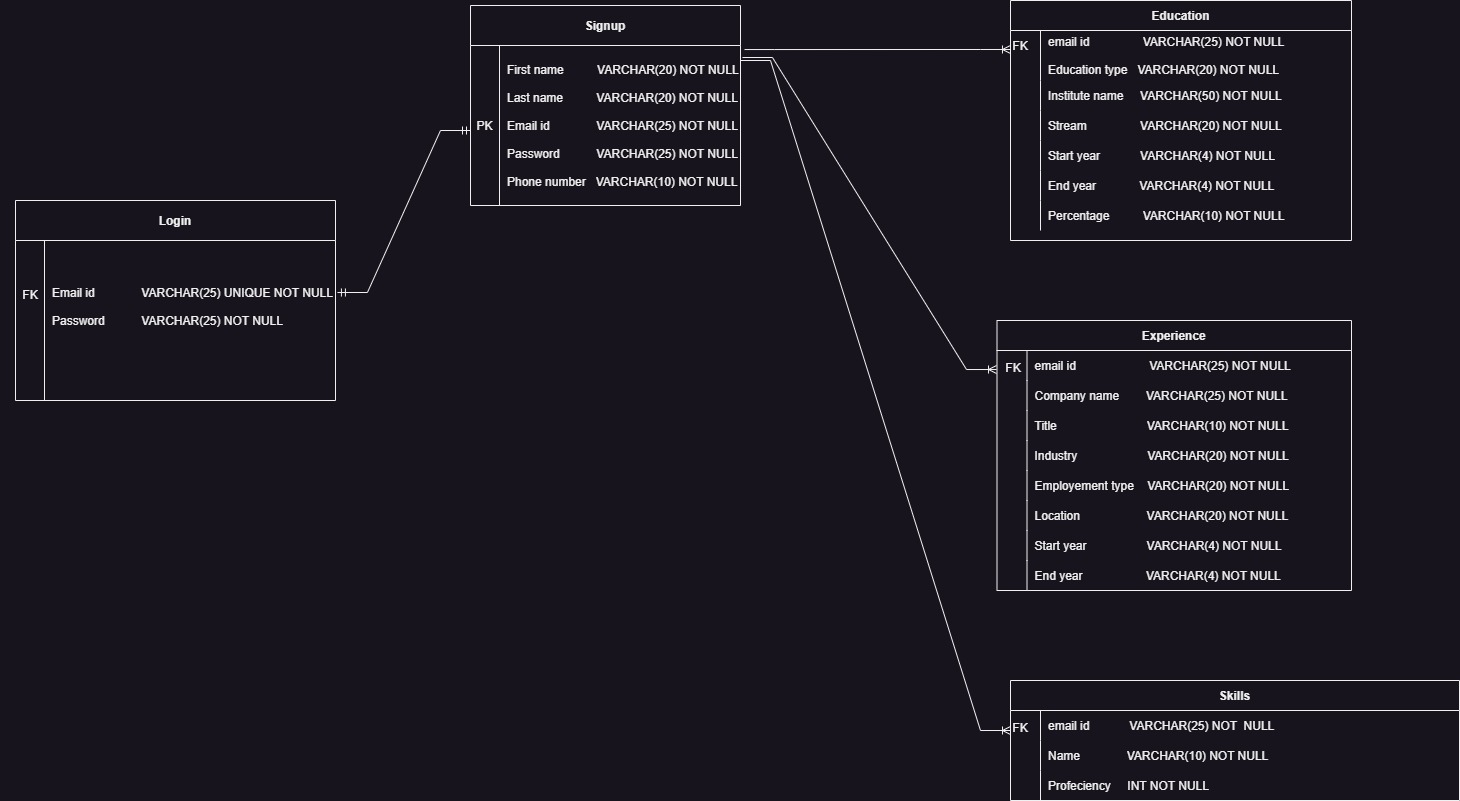 Signup
First name VARCHAR(20) NOT NULL
Last name VARCHAR(20) NOT NULL
PK Email id VARCHAR(25) NOT NULL
Password VARCHAR(25) NOT NULL
Phone number VARCHAR(10) NOT NULL
Login
FK Email id VARCHAR(25) UNIQUE NOT NULL
Password VARCHAR(25) NOT NULL
Education
FK email id VARCHAR(25) NOT NULL
Education type VARCHAR(20) NOT NULL
Institute name VARCHAR(50) NOT NULL
Stream VARCHAR(20) NOT NULL
Start year VARCHAR(4) NOT NULL
End year VARCHAR(4) NOT NULL
Percentage VARCHAR(10) NOT NULL
Experience
FK email id VARCHAR(25) NOT NULL
Company name VARCHAR(25) NOT NULL
Title VARCHAR(10) NOT NULL
Industry VARCHAR(20) NOT NULL
Employement type VARCHAR(20) NOT NULL
Location VARCHAR(20) NOT NULL
Start year VARCHAR(4) NOT NULL
End year VARCHAR(4) NOT NULL
Skills
FK email id VARCHAR(25) NOT NULL
Name VARCHAR(10) NOT NULL
Profeciency INT NOT NULL